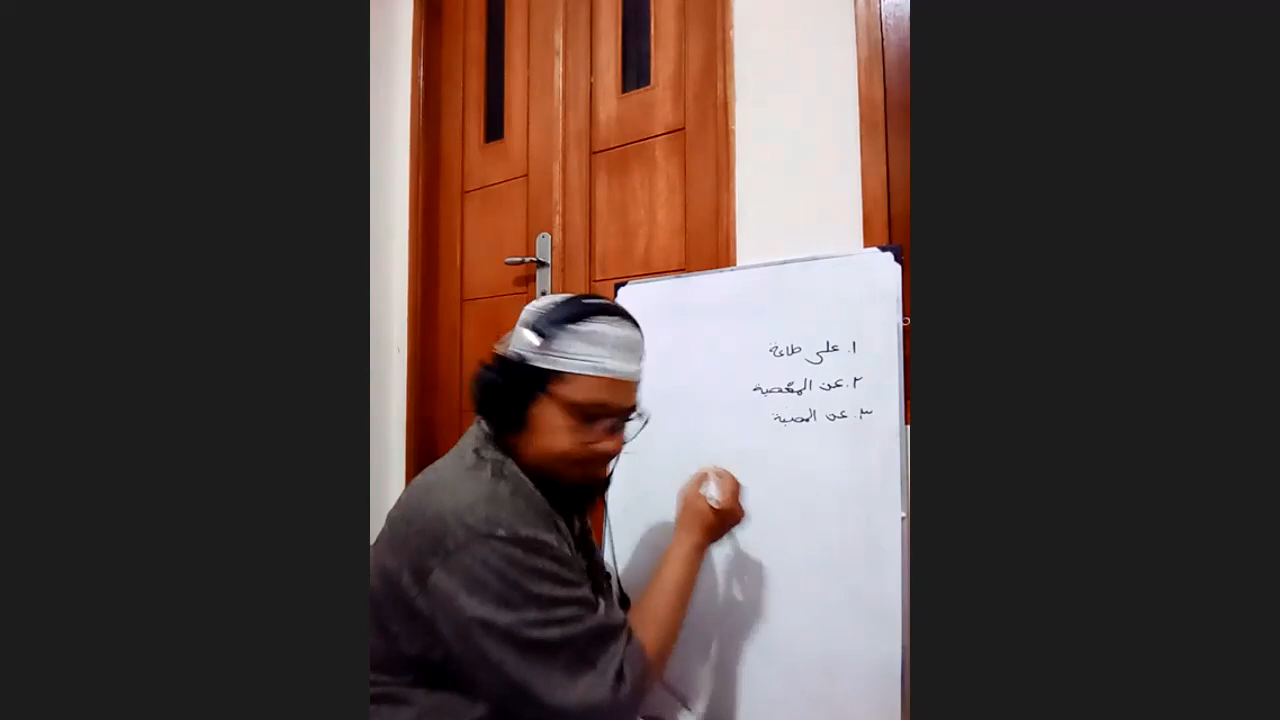 ١. على طاعة
٢. عن المعصية
٣. عن المصيبة